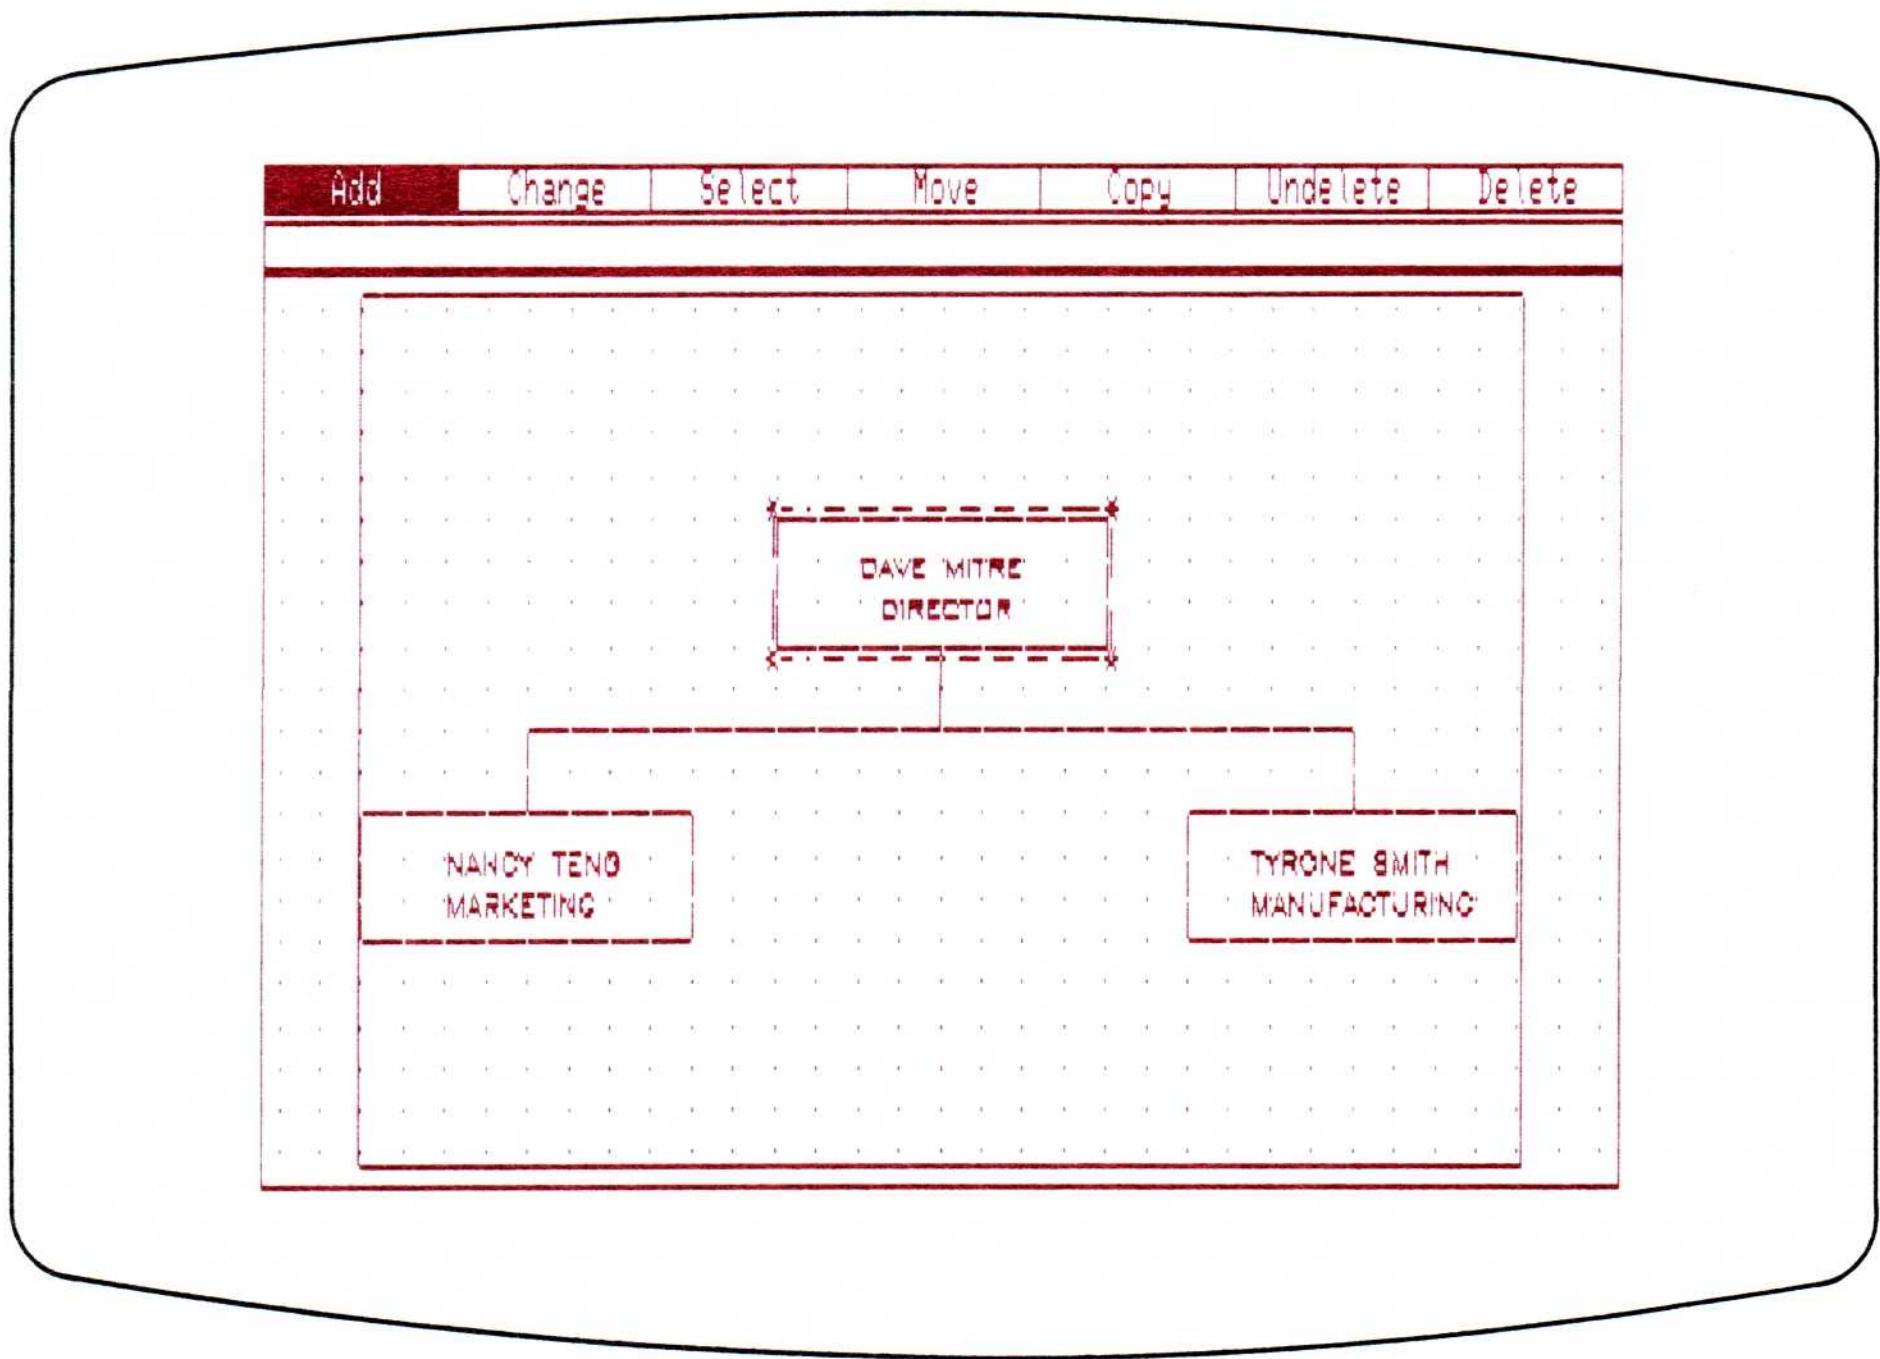 Add Change Select Move Copy Undelete Delete
DAVE MITRE
DIRECTOR
NANCY TENG
MARKETING
TYRONE SMITH
MANUFACTURING